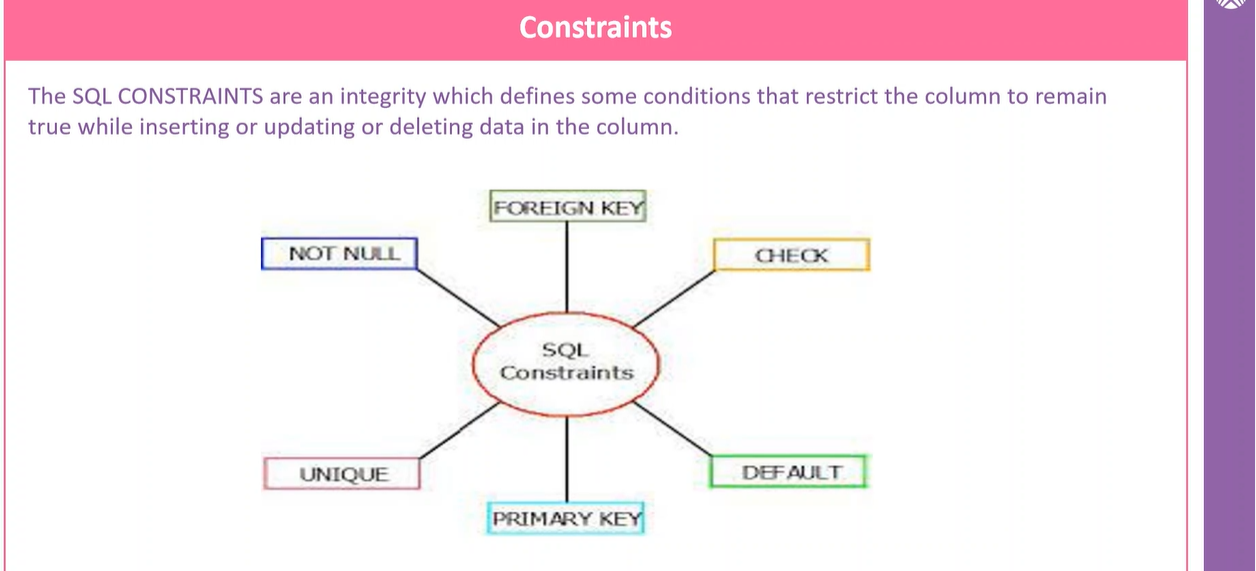 Constraints
The SQL CONSTRAINTS are an integrity which defines some conditions that restrict the column to remain
true while inserting or updating or deleting data in the column.
FOREIGN KEY
NOT NULL
CHECK
SQL
Constraints
UNIQUE
DEFAULT
PRIMARY KEY